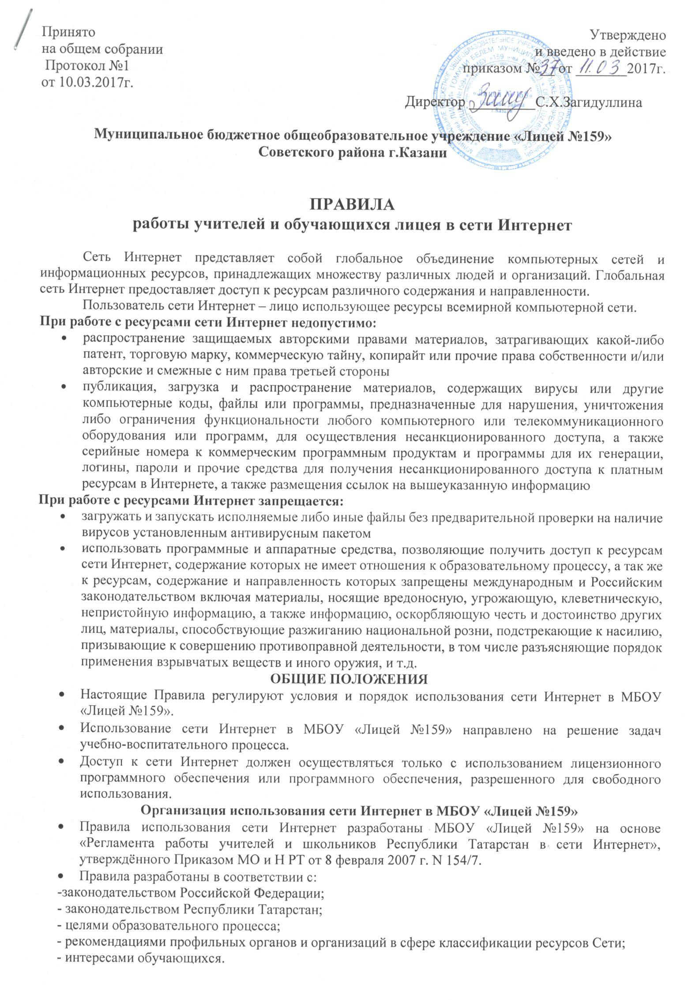 Принято
на общем собрании
Протокол №1
от 10.03.2017г.
Утверждено
и введено в действие
приказом №37 от 11.03 2017г.
Директор С.Х.Загидуллина
«Лицей №159»
Советского района
г.Казани
Муниципальное бюджетное общеобразовательное учреждение «Лицей №159»
Советского района г.Казани
ПРАВИЛА
работы учителей и обучающихся лицея в сети Интернет
Сеть Интернет представляет собой глобальное объединение компьютерных сетей и
информационных ресурсов, принадлежащих множеству различных людей и организаций. Глобальная
сеть Интернет предоставляет доступ к ресурсам различного содержания и направленности.
Пользователь сети Интернет – лицо использующее ресурсы всемирной компьютерной сети.
При работе с ресурсами сети Интернет недопустимо:
• распространение защищаемых авторскими правами материалов, затрагивающих какой-либо
патент, торговую марку, коммерческую тайну, копирайт или прочие права собственности и/или
авторские и смежные с ним права третьей стороны
• публикация, загрузка и распространение материалов, содержащих вирусы или другие
компьютерные коды, файлы или программы, предназначенные для нарушения, уничтожения
либо ограничения функциональности любого компьютерного или телекоммуникационного
оборудования или программ, для осуществления несанкционированного доступа, а также
серийные номера к коммерческим программным продуктам и программы для их генерации,
логины, пароли и прочие средства для получения несанкционированного доступа к платным
ресурсам в Интернете, а также размещения ссылок на вышеуказанную информацию
При работе с ресурсами Интернет запрещается:
• загружать и запускать исполняемые либо иные файлы без предварительной проверки на наличие
вирусов установленным антивирусным пакетом
• использовать программные и аппаратные средства, позволяющие получить доступ к ресурсам
сети Интернет, содержание которых не имеет отношения к образовательному процессу, а так же
к ресурсам, содержание и направленность которых запрещены международным и Российским
законодательством включая материалы, носящие вредоносную, угрожающую, клеветническую,
непристойную информацию, а также информацию, оскорбляющую честь и достоинство других
лиц, материалы, способствующие разжиганию национальной розни, подстрекающие к насилию,
призывающие к совершению противоправной деятельности, в том числе разъясняющие порядок
применения взрывчатых веществ и иного оружия, и т.д.
ОБЩИЕ ПОЛОЖЕНИЯ
• Настоящие Правила регулируют условия и порядок использования сети Интернет в МБОУ
«Лицей №159».
• Использование сети Интернет в МБОУ «Лицей №159» направлено на решение задач
учебно-воспитательного процесса.
• Доступ к сети Интернет должен осуществляться только с использованием лицензионного
программного обеспечения или программного обеспечения, разрешенного для свободного
использования.
Организация использования сети Интернет в МБОУ «Лицей №159»
• Правила использования сети Интернет разработаны МБОУ «Лицей №159» на основе
«Регламента работы учителей и школьников Республики Татарстан в сети Интернет»,
утверждённого Приказом МО и Н РТ от 8 февраля 2007 г. N 154/7.
• Правила разработаны в соответствии с:
-законодательством Российской Федерации;
- законодательством Республики Татарстан;
- целями образовательного процесса;
- рекомендациями профильных органов и организаций в сфере классификации ресурсов Сети;
- интересами обучающихся.